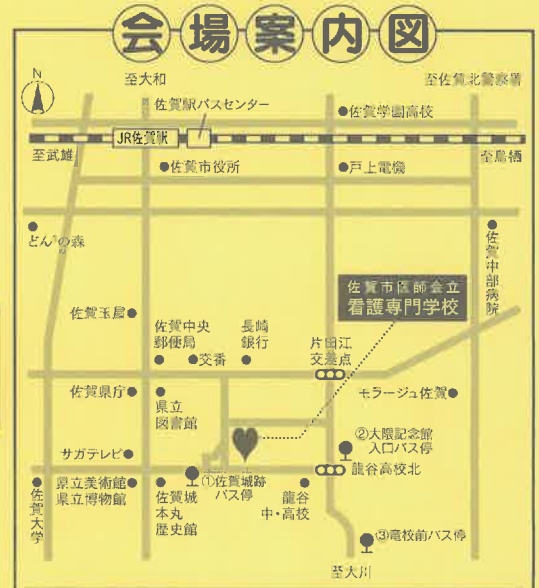 会場案内図
N
至大和
至佐賀北警察署
佐賀駅バスセンター
佐賀学園高校
JR佐賀駅
至武雄
至鳥栖
佐賀市役所
戸上電機
どん3の森
佐賀中部病院
佐賀市医師会立
看護専門学校
佐賀玉屋
佐賀中央
郵便局
交番
長崎
銀行
片田江
交差点
佐賀県庁
県立
図書館
モラージュ佐賀
サガテレビ
②大隈記念館
入口バス停
県立美術館
県立博物館
①佐賀城跡
バス停
龍谷高校北
佐賀大学
佐賀城
本丸
歴史館
龍谷
中・高校
③竜校前バス停
至大川